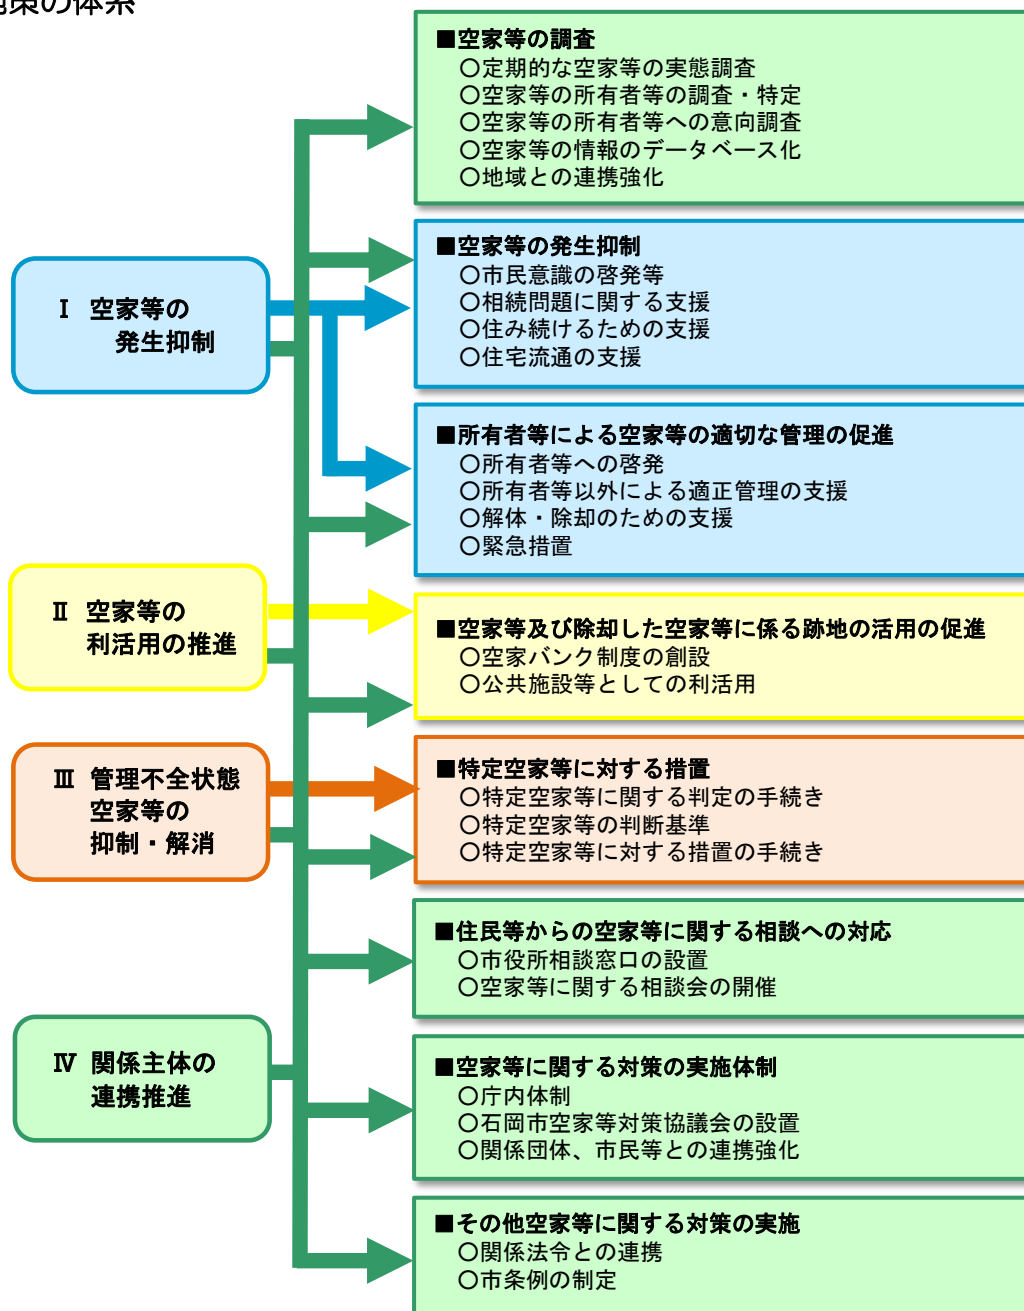 施策の体系
■空家等の調査
○定期的な空家等の実態調査
○空家等の所有者等の調査・特定
○空家等の所有者等への意向調査
○空家等の情報のデータベース化
○地域との連携強化
■空家等の発生抑制
○市民意識の啓発等
○相続問題に関する支援
○住み続けるための支援
○住宅流通の支援
Ⅰ 空家等の
発生抑制
■所有者等による空家等の適切な管理の促進
○所有者等への啓発
○所有者等以外による適正管理の支援
○解体・除却のための支援
○緊急措置
Ⅱ 空家等の
利活用の推進
■空家等及び除却した空家等に係る跡地の活用の促進
○空家バンク制度の創設
○公共施設等としての利活用
Ⅲ 管理不全状態
空家等の
抑制・解消
■特定空家等に対する措置
○特定空家等に関する判定の手続き
○特定空家等の判断基準
○特定空家等に対する措置の手続き
■住民等からの空家等に関する相談への対応
○市役所相談窓口の設置
○空家等に関する相談会の開催
Ⅳ 関係主体の
連携推進
■空家等に関する対策の実施体制
○庁内体制
○石岡市空家等対策協議会の設置
○関係団体、市民等との連携強化
■その他空家等に関する対策の実施
○関係法令との連携
○市条例の制定